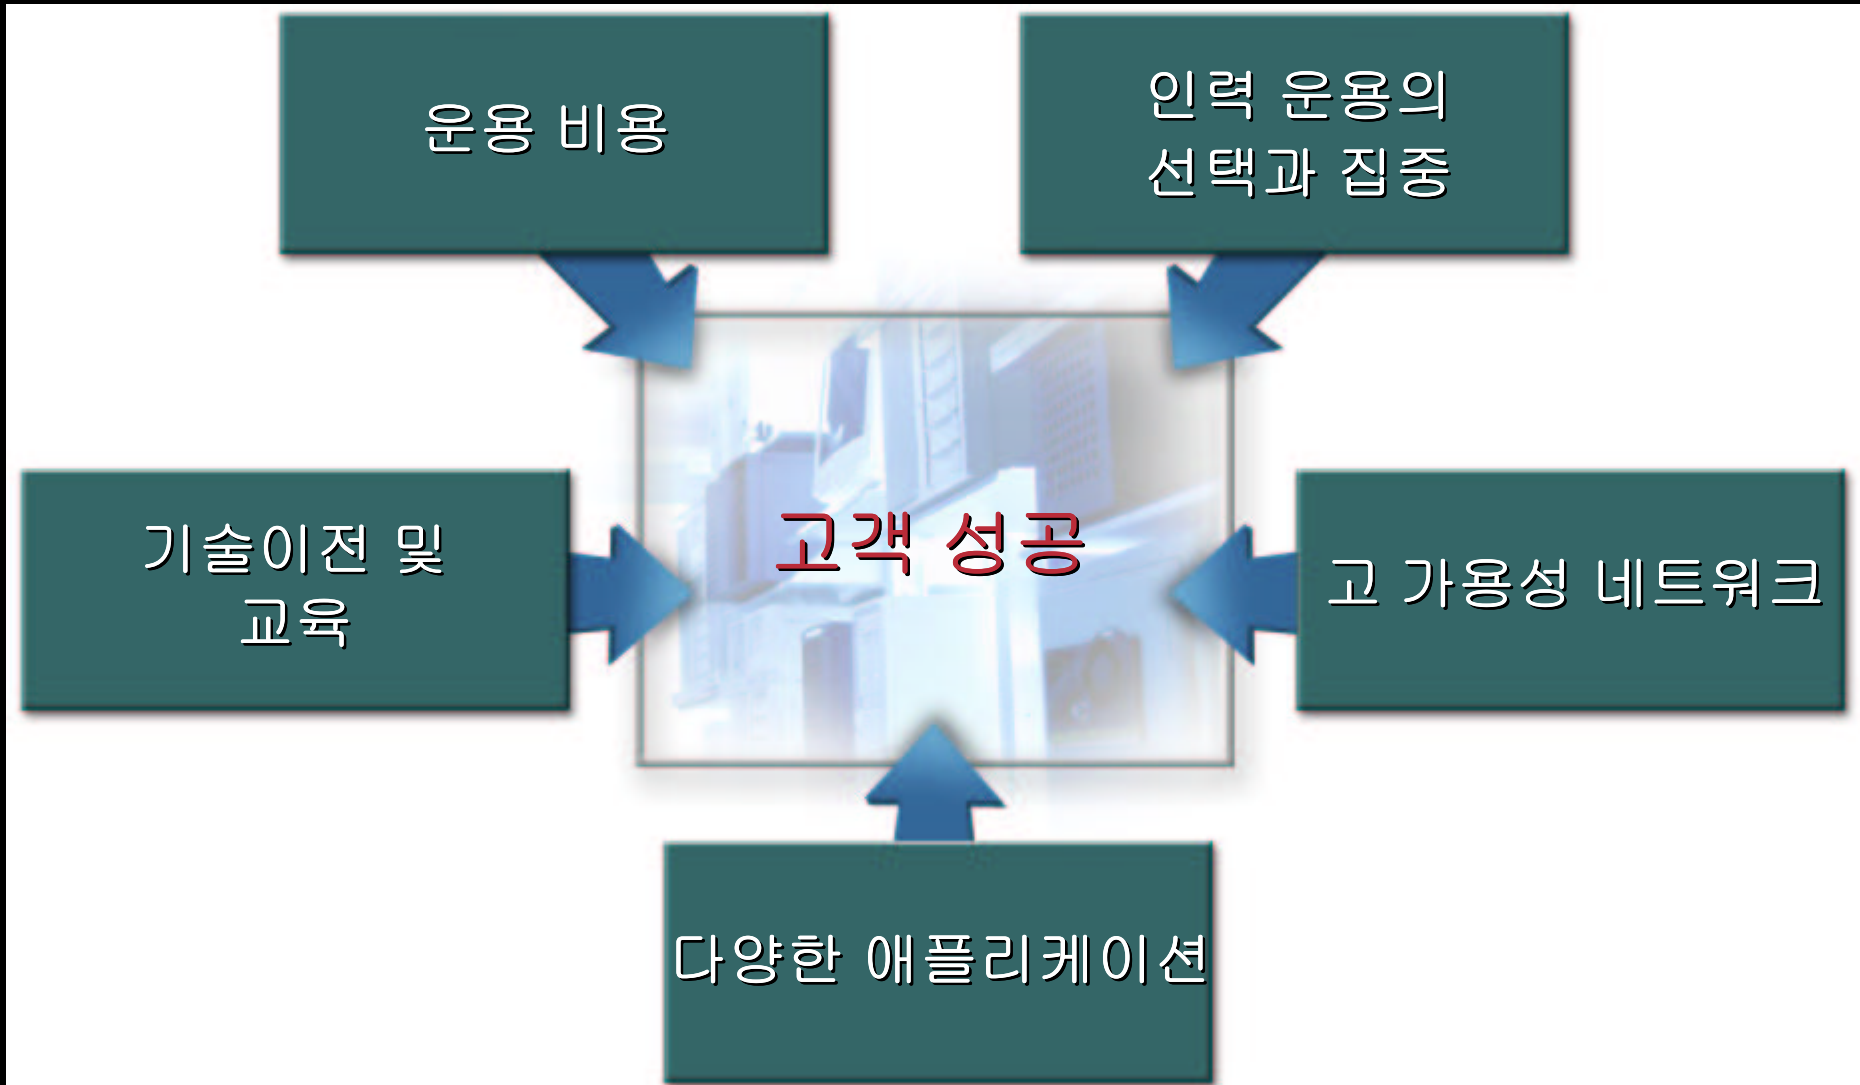 운용 비용
인력 운용의
선택과 집중
기술이전 및
교육
고객 성공
고 가용성 네트워크
다양한 애플리케이션